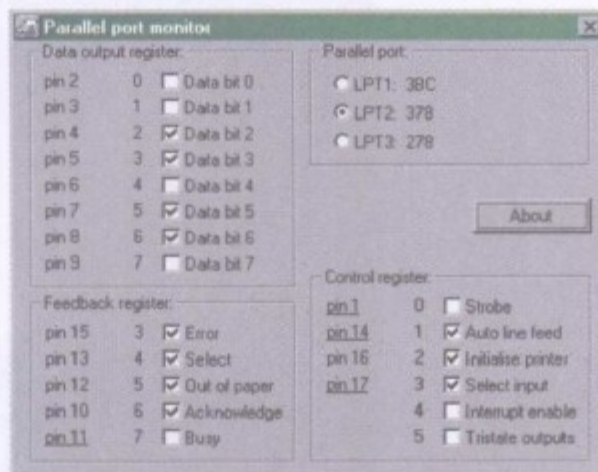 Parallel port monitor
Data output register:
pin 2 0 Data bit 0
pin 3 1 Data bit 1
pin 4 2 Data bit 2
pin 5 3 Data bit 3
pin 6 4 Data bit 4
pin 7 5 Data bit 5
pin 8 6 Data bit 6
pin 9 7 Data bit 7
Feedback register:
pin 15 3 Error
pin 13 4 Select
pin 12 5 Out of paper
pin 10 6 Acknowledge
pin 11 7 Busy
Parallel port:
LPT1: 3BC
LPT2: 378
LPT3: 278
About
Control register:
pin 1 0 Strobe
pin 14 1 Auto line feed
pin 16 2 Initialise printer
pin 17 3 Select input
4 Interrupt enable
5 Tristate outputs